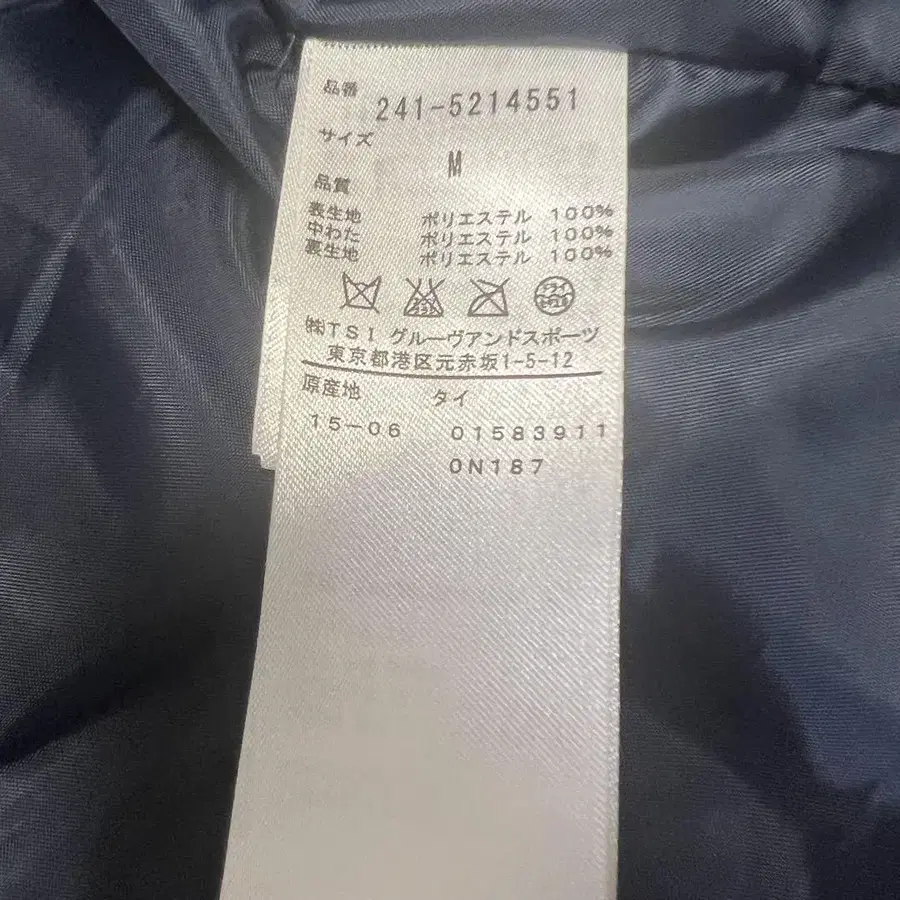 品番 241-5214551
サイズ
M
品質
表生地 ポリエステル 100%
中わた ポリエステル 100%
裏生地 ポリエステル 100%
㈱TSI グルーヴアンドスポーツ
東京都港区元赤坂1-5-12
原産地 タイ
15-06 01583911
0N187